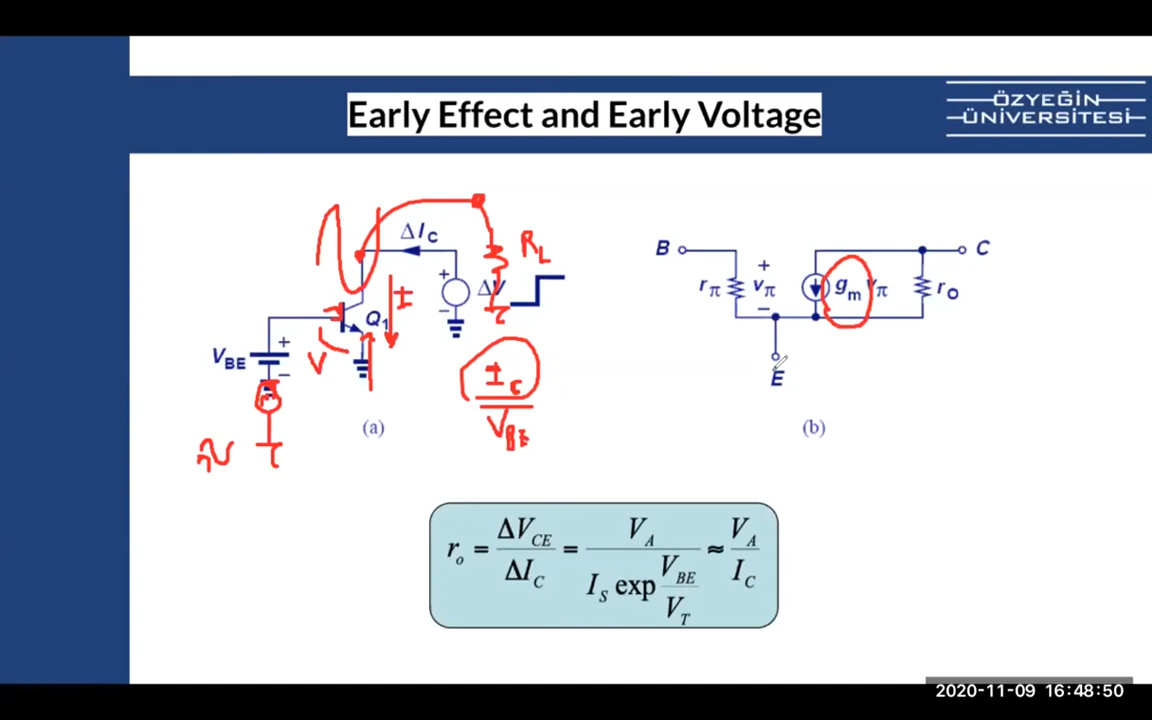 Early Effect and Early Voltage
ÖZYEĞİN
ÜNİVERSİTESİ
ΔI_C
R_L
+
ΔV
−
Q₁
I
V_BE
+
−
V
I_C
V_BE
(a)
B
C
r_π
+
v_π
−
g_m v_π
r_O
E
(b)
r_o = ΔV_CE / ΔI_C = V_A / (I_S exp V_BE / V_T) ≈ V_A / I_C
2020-11-09 16:48:50